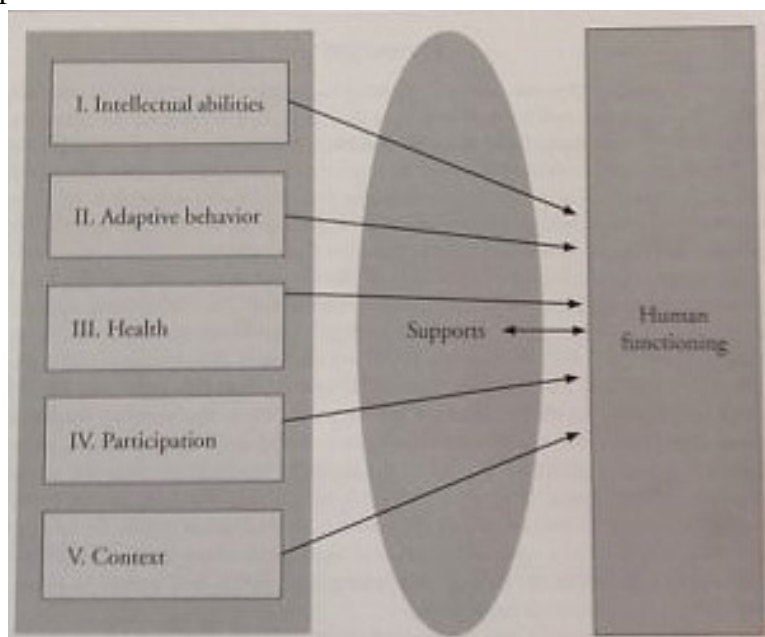 I. Intellectual abilities
II. Adaptive behavior
III. Health
IV. Participation
V. Context
Supports
Human
functioning